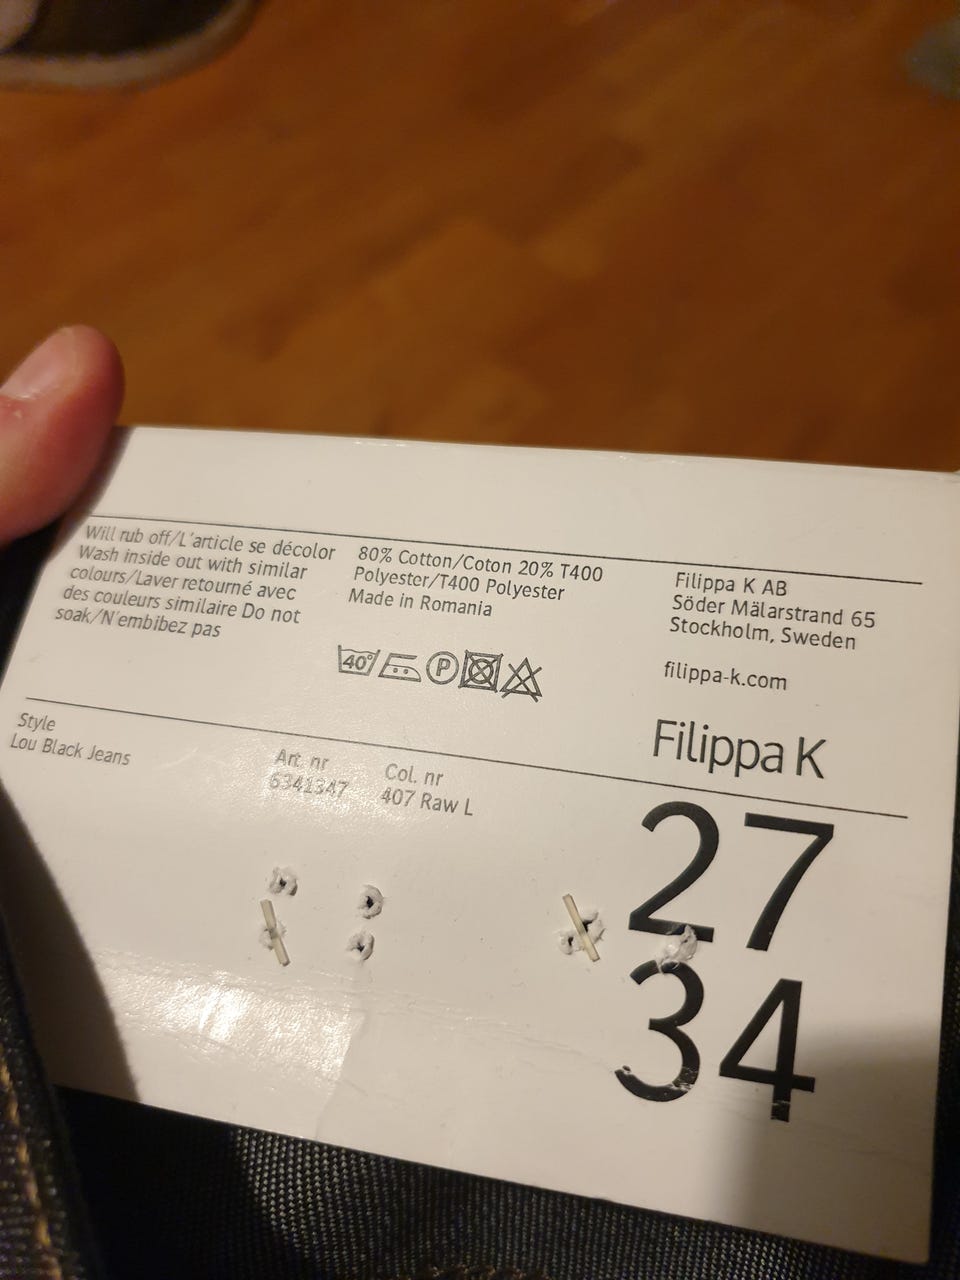 Will rub off/L'article se décolor
Wash inside out with similar
colours/Laver retourné avec
des couleurs similaire Do not
soak/N'embibez pas
80% Cotton/Coton 20% T400
Polyester/T400 Polyester
Made in Romania
40°
P
Filippa K AB
Söder Mälarstrand 65
Stockholm, Sweden
filippa-k.com
Filippa K
Style
Lou Black Jeans
Art. nr
6341347
Col. nr
407 Raw L
27
34